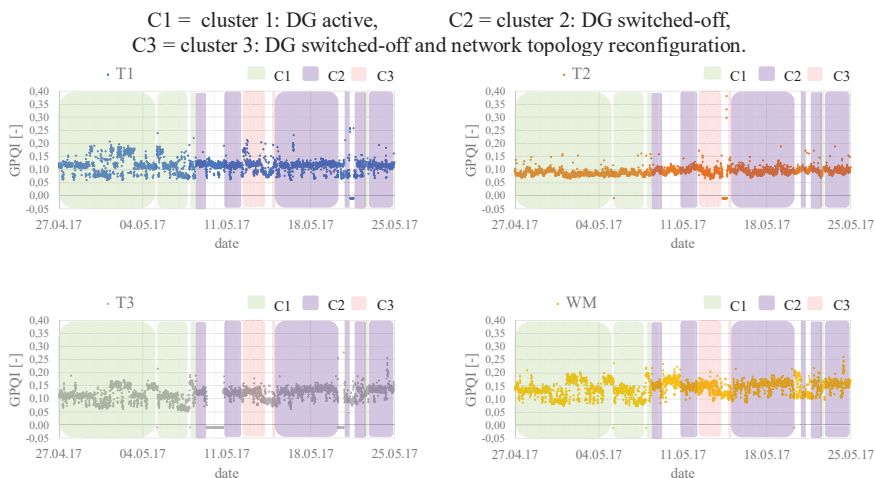 C1 = cluster 1: DG active, C2 = cluster 2: DG switched-off,
C3 = cluster 3: DG switched-off and network topology reconfiguration.
T1 C1 C2 C3
GPQI [-]
0,40
0,35
0,30
0,25
0,20
0,15
0,10
0,05
0,00
-0,05
27.04.17 04.05.17 11.05.17 18.05.17 25.05.17
date
T2 C1 C2 C3
GPQI [-]
0,40
0,35
0,30
0,25
0,20
0,15
0,10
0,05
0,00
-0,05
27.04.17 04.05.17 11.05.17 18.05.17 25.05.17
date
T3 C1 C2 C3
GPQI [-]
0,40
0,35
0,30
0,25
0,20
0,15
0,10
0,05
0,00
-0,05
27.04.17 04.05.17 11.05.17 18.05.17 25.05.17
date
WM C1 C2 C3
GPQI [-]
0,40
0,35
0,30
0,25
0,20
0,15
0,10
0,05
0,00
-0,05
27.04.17 04.05.17 11.05.17 18.05.17 25.05.17
date